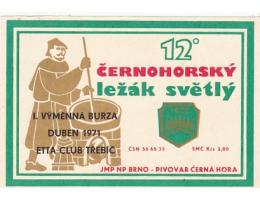 12°
ČERNOHORSKÝ
ležák světlý
I. VÝMĚNNÁ BURZA
DUBEN 1971
ETTA CLUB TŘEBÍČ
ČSN 56 66 35
SMC Kčs 2,80
JMP NP BRNO - PIVOVAR ČERNÁ HORA